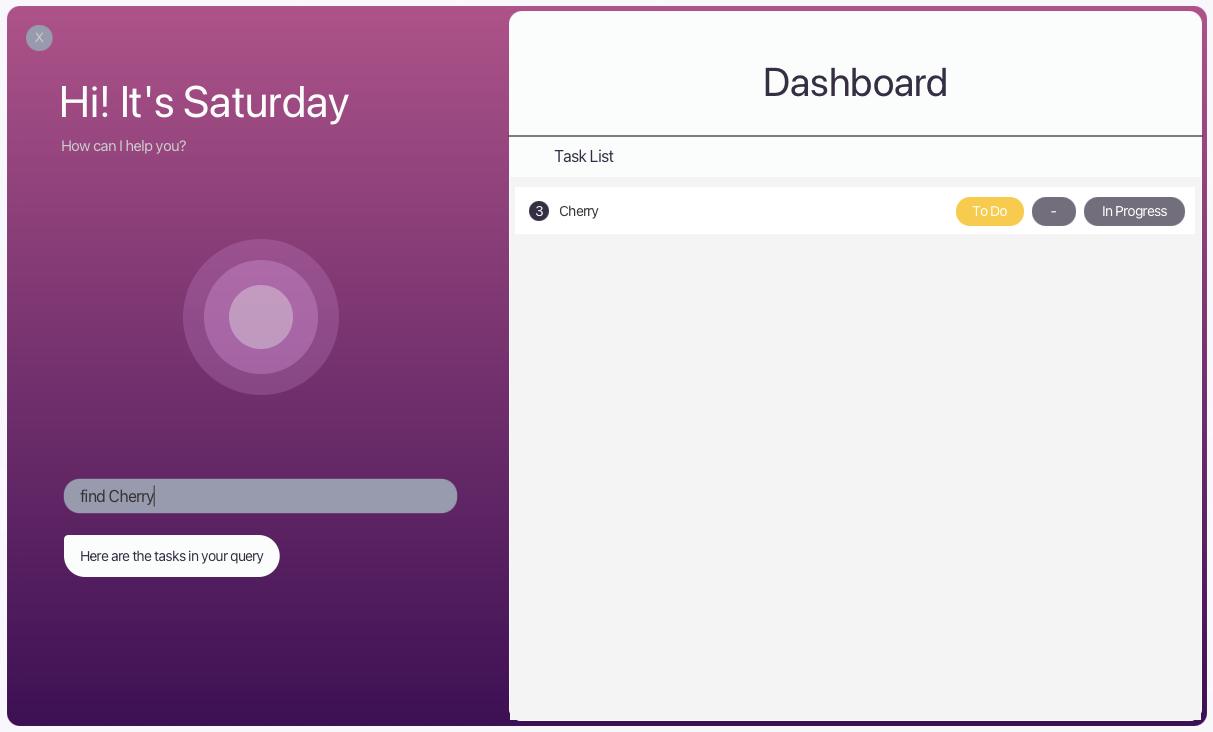 X
Hi! It's Saturday
How can I help you?
find Cherry
Here are the tasks in your query
Dashboard
Task List
3 Cherry To Do - In Progress